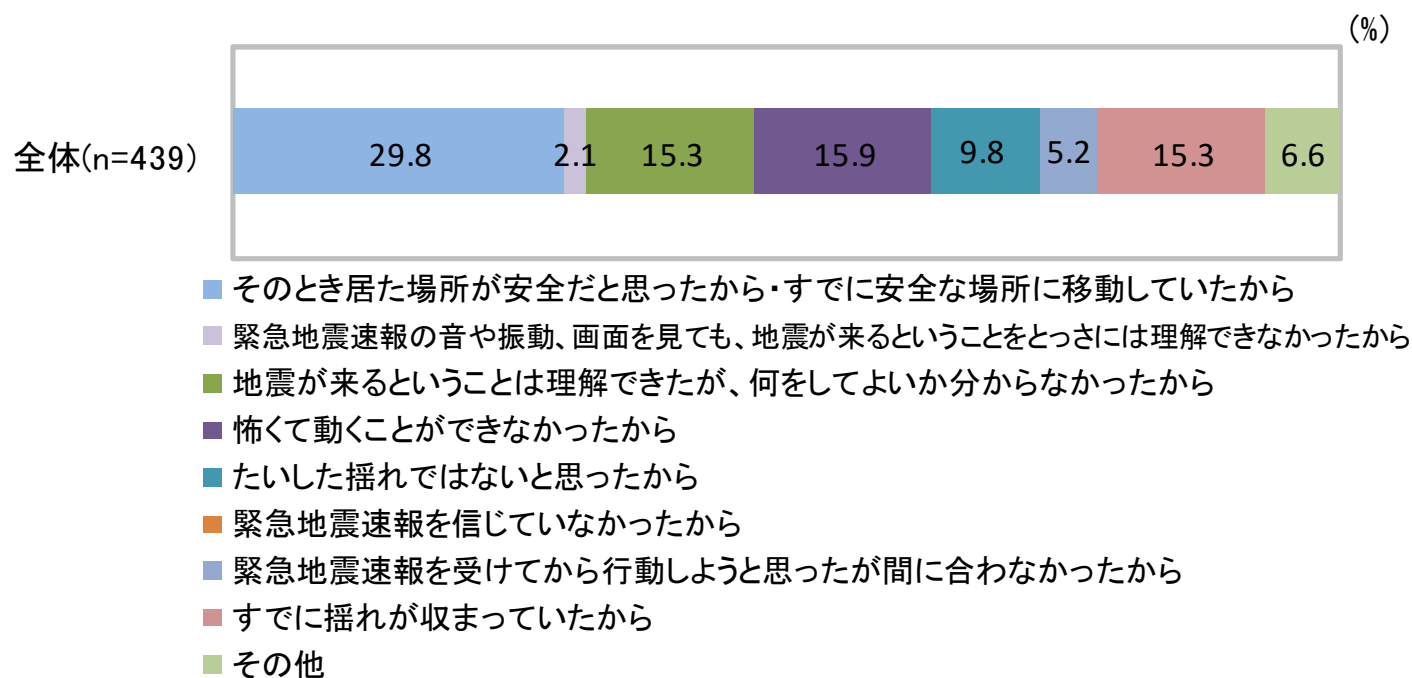 (%)
全体(n=439)
29.8 2.1 15.3 15.9 9.8 5.2 15.3 6.6
そのとき居た場所が安全だと思ったから・すでに安全な場所に移動していたから
緊急地震速報の音や振動、画面を見ても、地震が来るということをとっさには理解できなかったから
地震が来るということは理解できたが、何をしてよいか分からなかったから
怖くて動くことができなかったから
たいした揺れではないと思ったから
緊急地震速報を信じていなかったから
緊急地震速報を受けてから行動しようと思ったが間に合わなかったから
すでに揺れが収まっていたから
その他